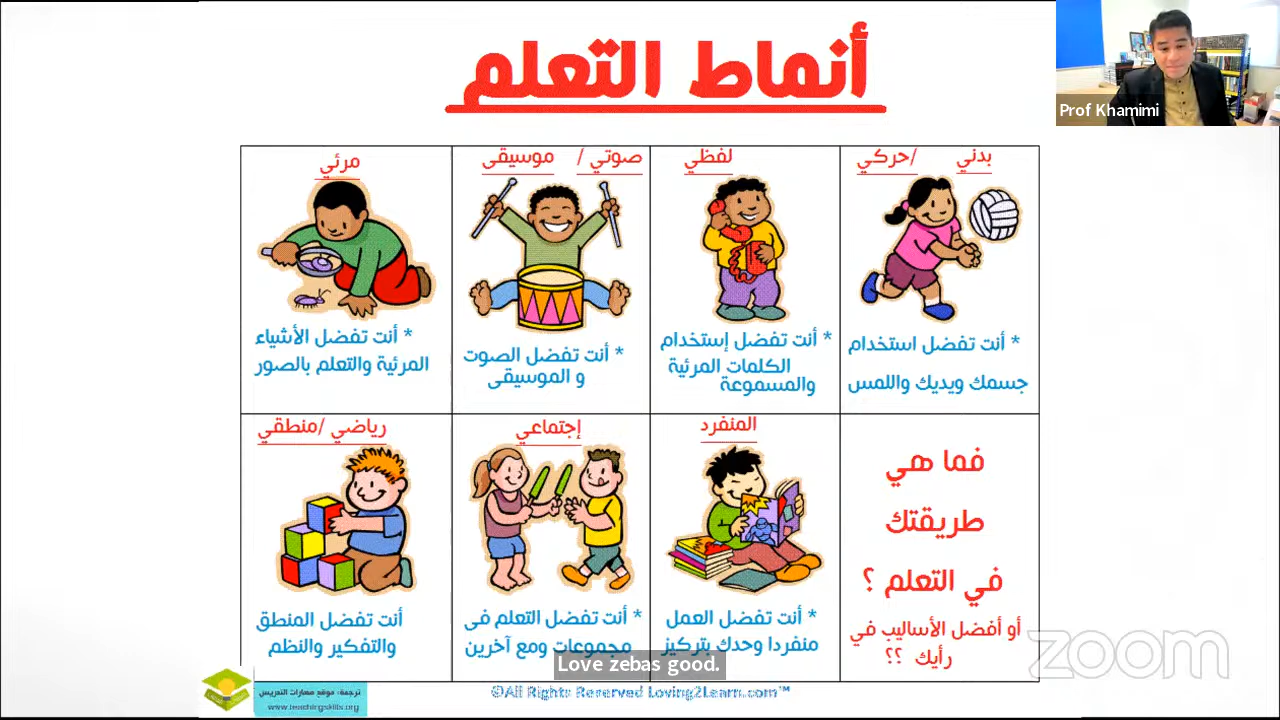 أنماط التعلم
Prof Khamimi
بدني /حركي
* أنت تفضل استخدام
جسمك ويديك واللمس
لفظي
* أنت تفضل إستخدام
الكلمات المرئية
والمسموعة
صوتي / موسيقى
* أنت تفضل الصوت
و الموسيقى
مرئي
* أنت تفضل الأشياء
المرئية والتعلم بالصور
فما هي
طريقتك
في التعلم ؟
أو أفضل الأساليب في
رأيك ؟؟
المنفرد
* أنت تفضل العمل
منفردا وحدك بتركيز
إجتماعي
* أنت تفضل التعلم فى
مجموعات ومع آخرين
رياضي /منطقي
أنت تفضل المنطق
والتفكير والنظم
Love zebas good.
zoom
©All Rights Reserved Loving2Learn.com™
ترجمة: موقع مهارات التدريس
www.teachingskills.org